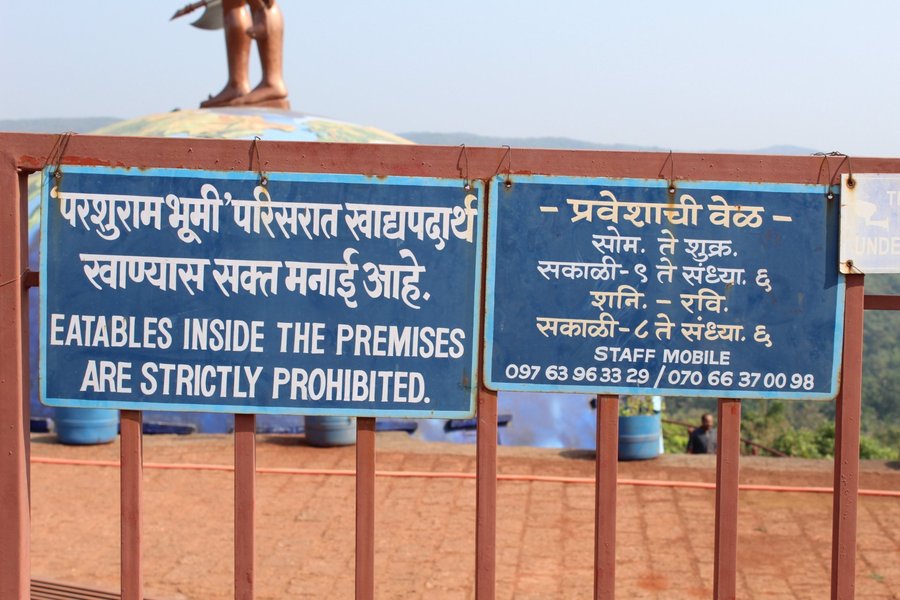 परशुराम भूमी' परिसरात खाद्यपदार्थ
खाण्यास सक्त मनाई आहे.
EATABLES INSIDE THE PREMISES
ARE STRICTLY PROHIBITED.
– प्रवेशाची वेळ –
सोम. ते शुक्र.
सकाळी-९ ते संध्या. ६
शनि. – रवि.
सकाळी-८ ते संध्या. ६
STAFF MOBILE
097 63 96 33 29 / 070 66 37 00 98